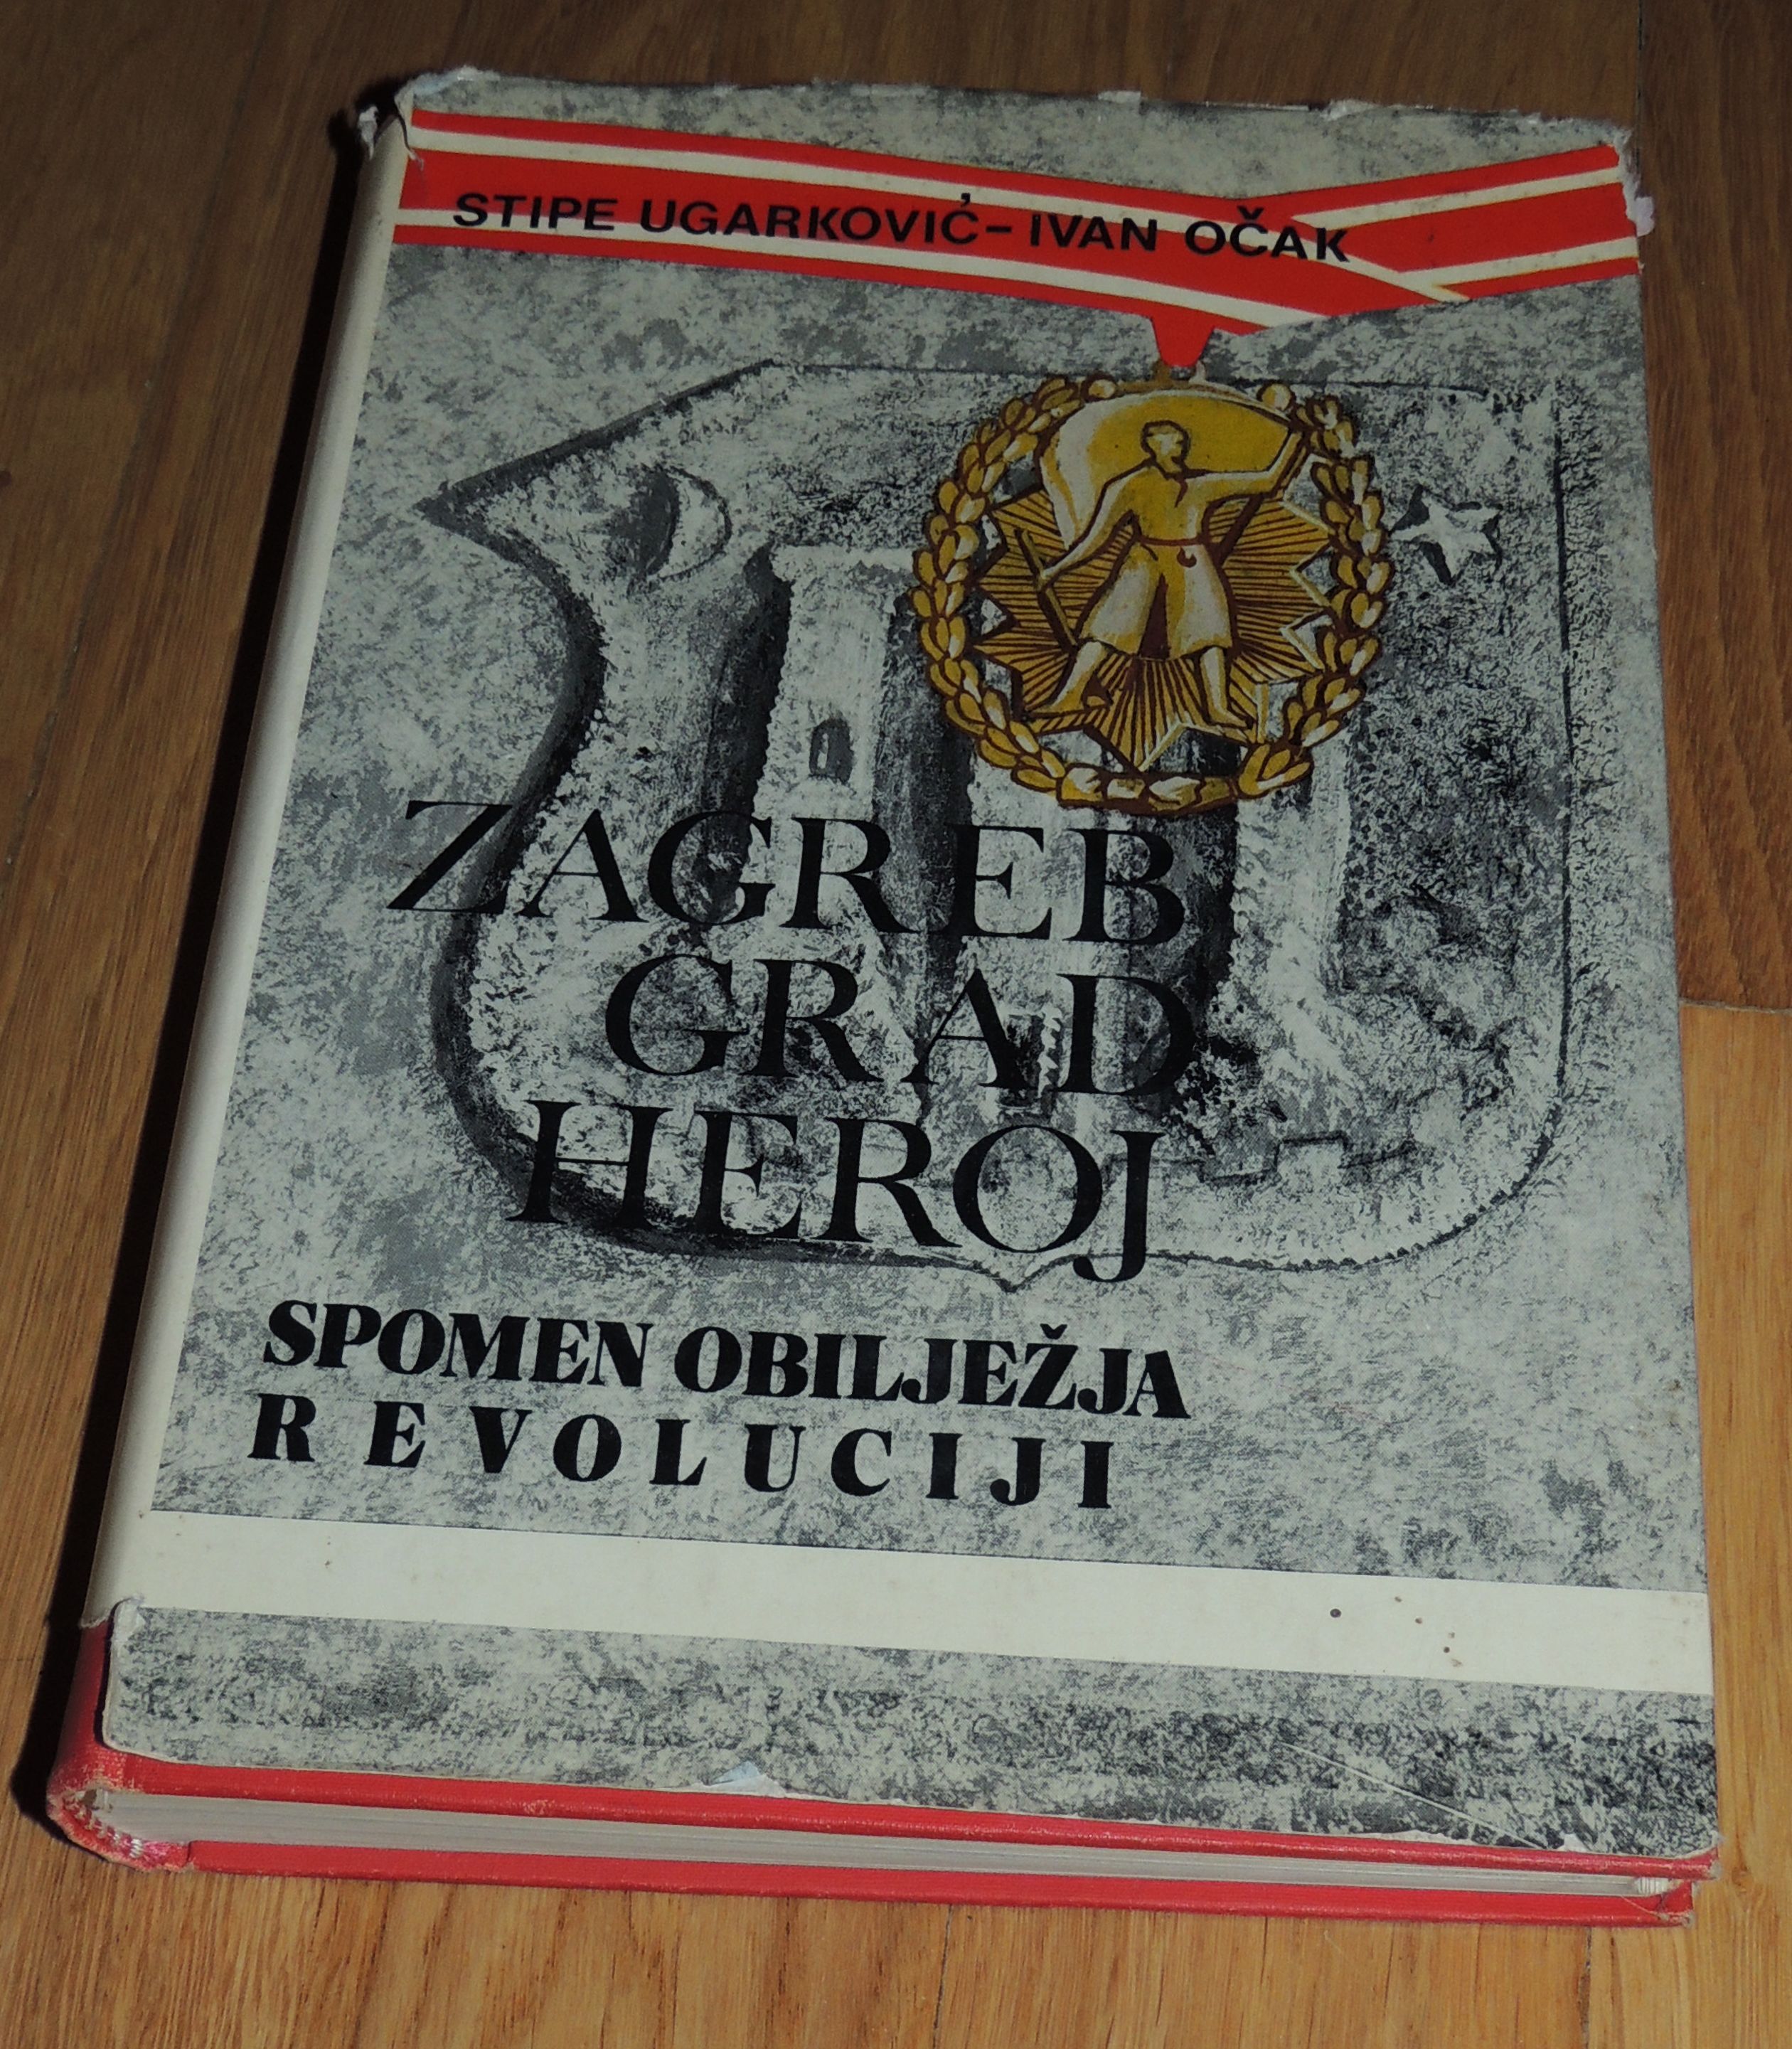 STIPE UGARKOVIĆ-IVAN OČAK
ZAGREB
GRAD
HEROJ
SPOMEN OBILJEŽJA
REVOLUCIJI